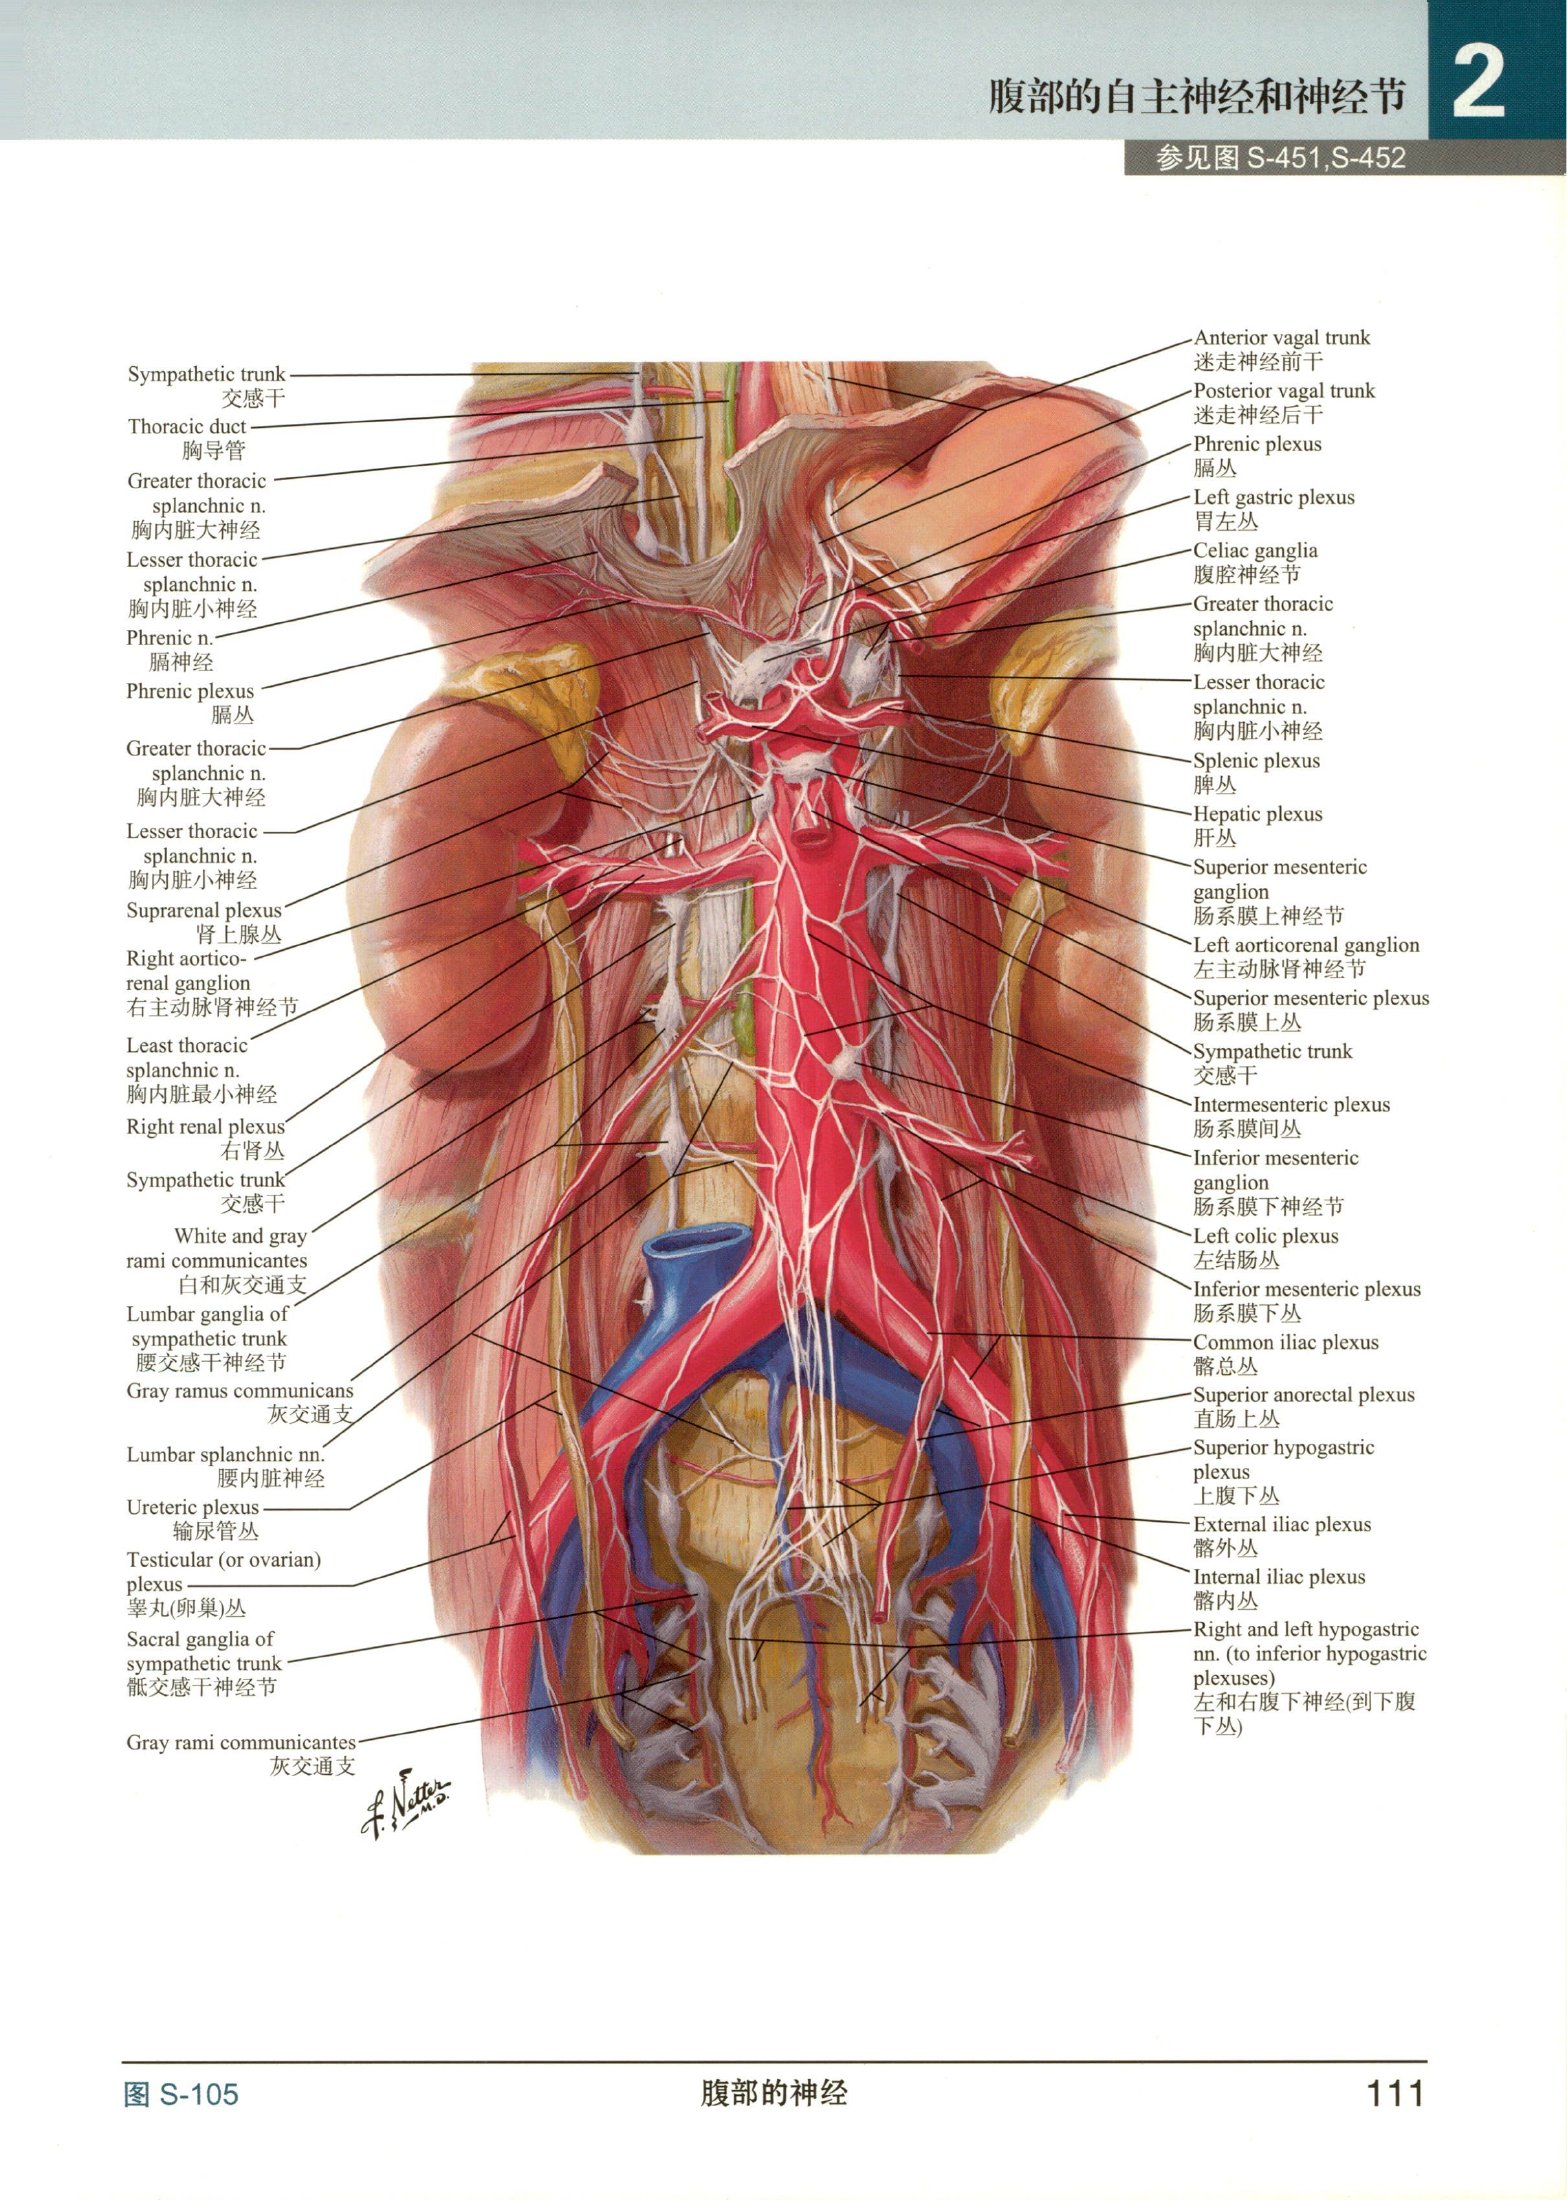 腹部的自主神经和神经节
2
参见图 S-451,S-452
Sympathetic trunk
交感干
Thoracic duct
胸导管
Greater thoracic
splanchnic n.
胸内脏大神经
Lesser thoracic
splanchnic n.
胸内脏小神经
Phrenic n.
膈神经
Phrenic plexus
膈丛
Greater thoracic
splanchnic n.
胸内脏大神经
Lesser thoracic
splanchnic n.
胸内脏小神经
Suprarenal plexus
肾上腺丛
Right aortico-
renal ganglion
右主动脉肾神经节
Least thoracic
splanchnic n.
胸内脏最小神经
Right renal plexus
右肾丛
Sympathetic trunk
交感干
White and gray
rami communicantes
白和灰交通支
Lumbar ganglia of
sympathetic trunk
腰交感干神经节
Gray ramus communicans
灰交通支
Lumbar splanchnic nn.
腰内脏神经
Ureteric plexus
输尿管丛
Testicular (or ovarian)
plexus
睾丸(卵巢)丛
Sacral ganglia of
sympathetic trunk
骶交感干神经节
Gray rami communicantes
灰交通支
Anterior vagal trunk
迷走神经前干
Posterior vagal trunk
迷走神经后干
Phrenic plexus
膈丛
Left gastric plexus
胃左丛
Celiac ganglia
腹腔神经节
Greater thoracic
splanchnic n.
胸内脏大神经
Lesser thoracic
splanchnic n.
胸内脏小神经
Splenic plexus
脾丛
Hepatic plexus
肝丛
Superior mesenteric
ganglion
肠系膜上神经节
Left aorticorenal ganglion
左主动脉肾神经节
Superior mesenteric plexus
肠系膜上丛
Sympathetic trunk
交感干
Intermesenteric plexus
肠系膜间丛
Inferior mesenteric
ganglion
肠系膜下神经节
Left colic plexus
左结肠丛
Inferior mesenteric plexus
肠系膜下丛
Common iliac plexus
髂总丛
Superior anorectal plexus
直肠上丛
Superior hypogastric
plexus
上腹下丛
External iliac plexus
髂外丛
Internal iliac plexus
髂内丛
Right and left hypogastric
nn. (to inferior hypogastric
plexuses)
左和右腹下神经(到下腹
下丛)
F. Netter
M.D.
图 S-105
腹部的神经
111